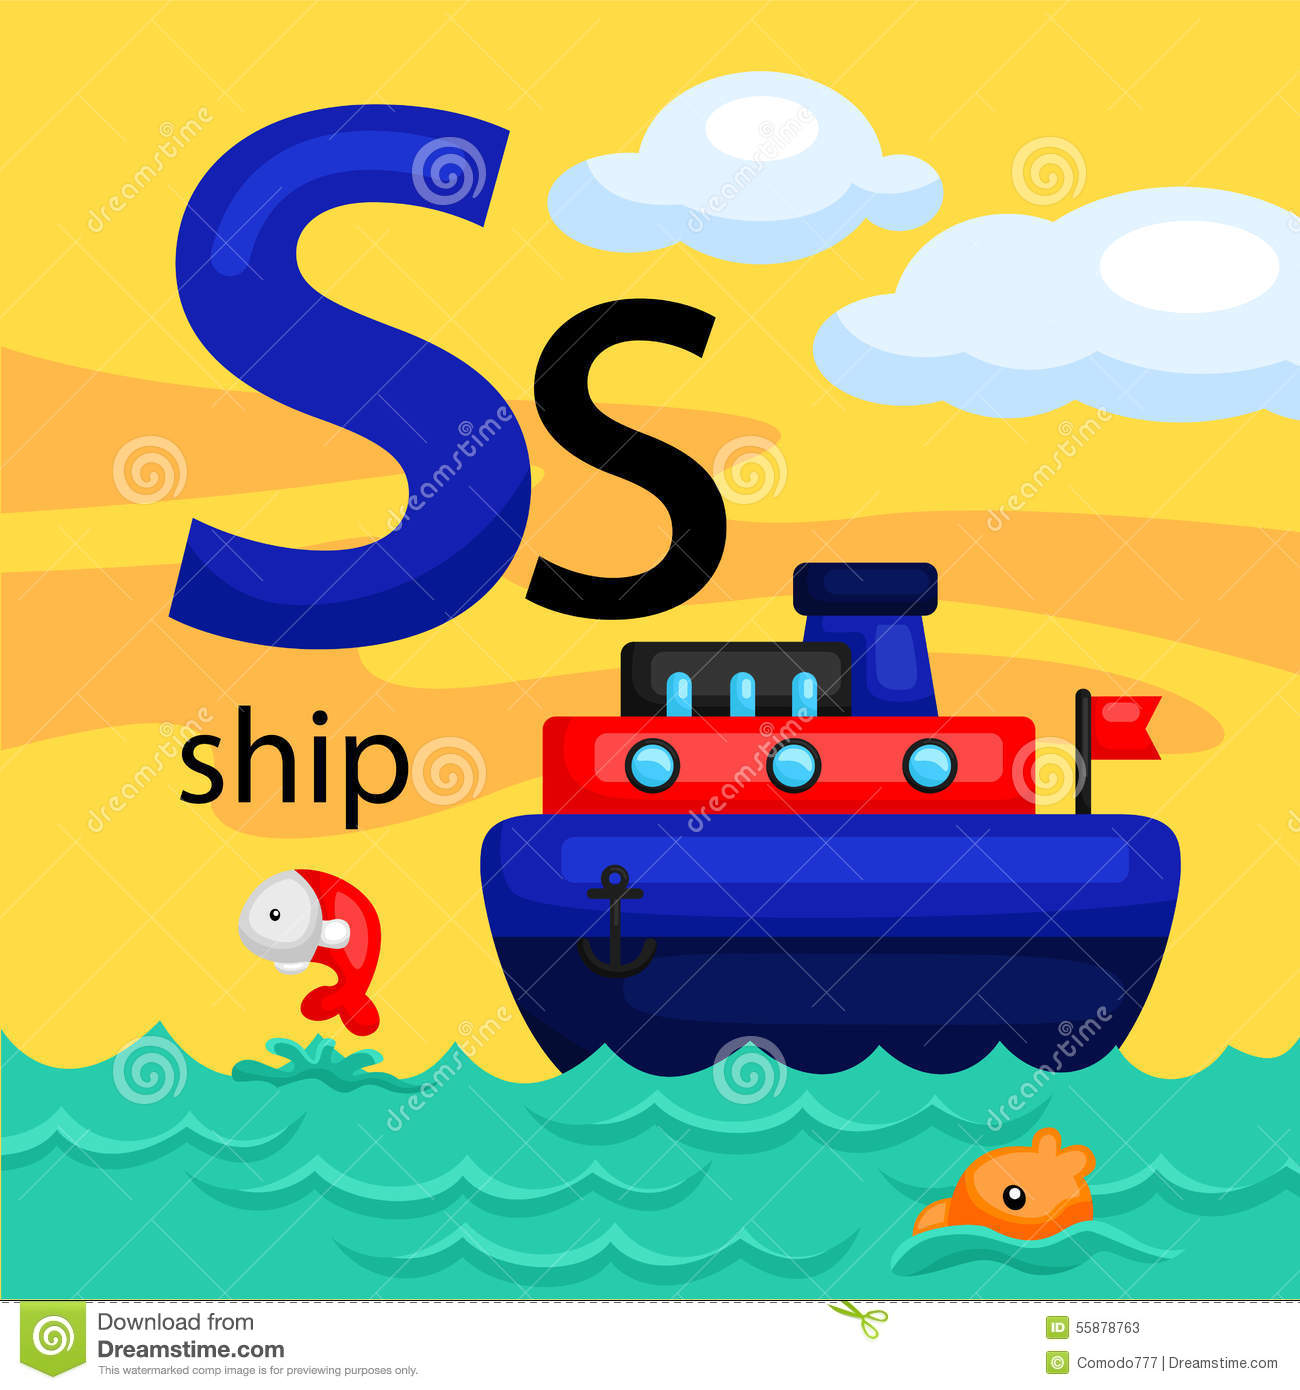 Ss
ship
dreamstime
Download from
Dreamstime.com
This watermarked comp image is for previewing purposes only.
ID 55878763
© Comodo777 | Dreamstime.com